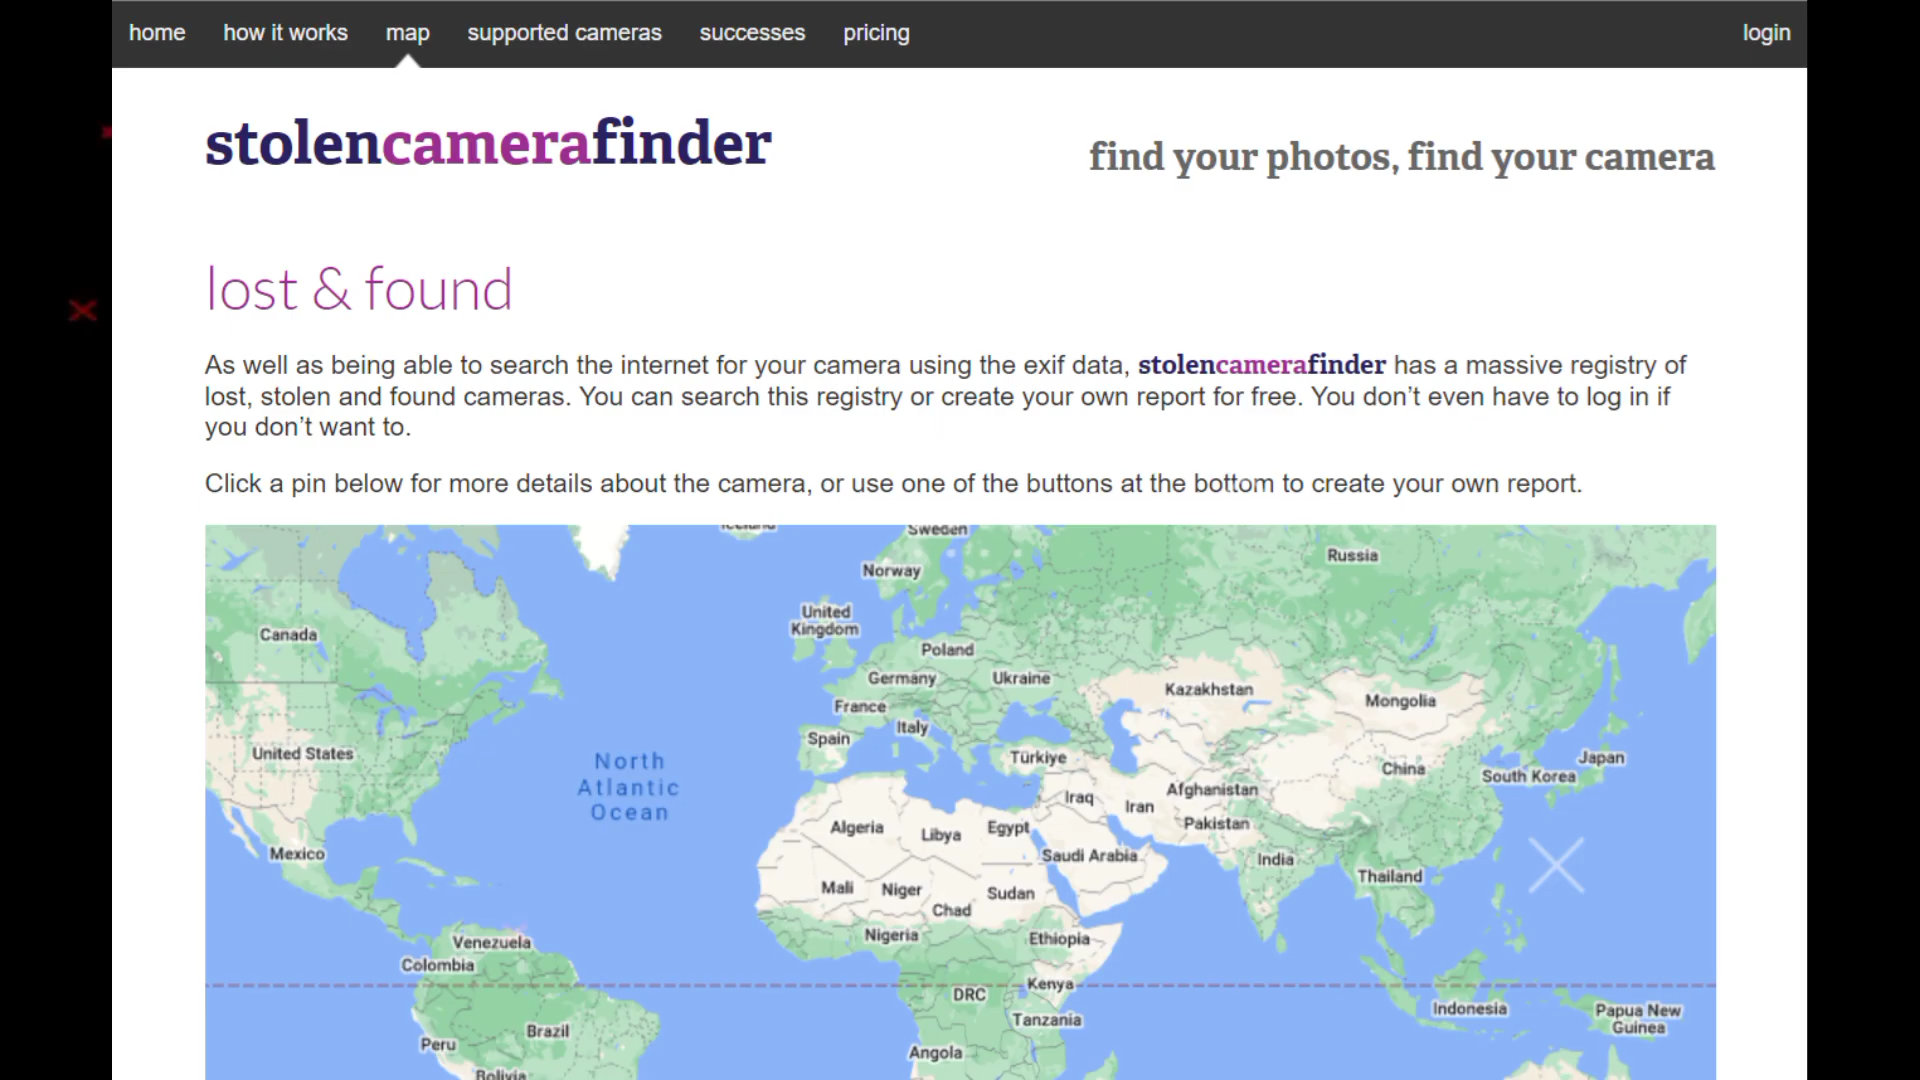 home how it works map supported cameras successes pricing login
stolencamerafinder
find your photos, find your camera
lost & found
As well as being able to search the internet for your camera using the exif data, stolencamerafinder has a massive registry of
lost, stolen and found cameras. You can search this registry or create your own report for free. You don’t even have to log in if
you don’t want to.
Click a pin below for more details about the camera, or use one of the buttons at the bottom to create your own report.
Iceland
Sweden
Norway
Russia
United
Kingdom
Canada
Poland
Germany
Ukraine
Kazakhstan
Mongolia
France
Italy
Spain
United States
North
Atlantic
Ocean
Türkiye
China
Japan
South Korea
Iraq
Iran
Afghanistan
Pakistan
Algeria
Libya
Egypt
Mexico
Saudi Arabia
India
Thailand
Mali
Niger
Sudan
Chad
Nigeria
Ethiopia
Venezuela
Colombia
DRC
Kenya
Indonesia
Papua New
Guinea
Tanzania
Brazil
Peru
Angola
Bolivia